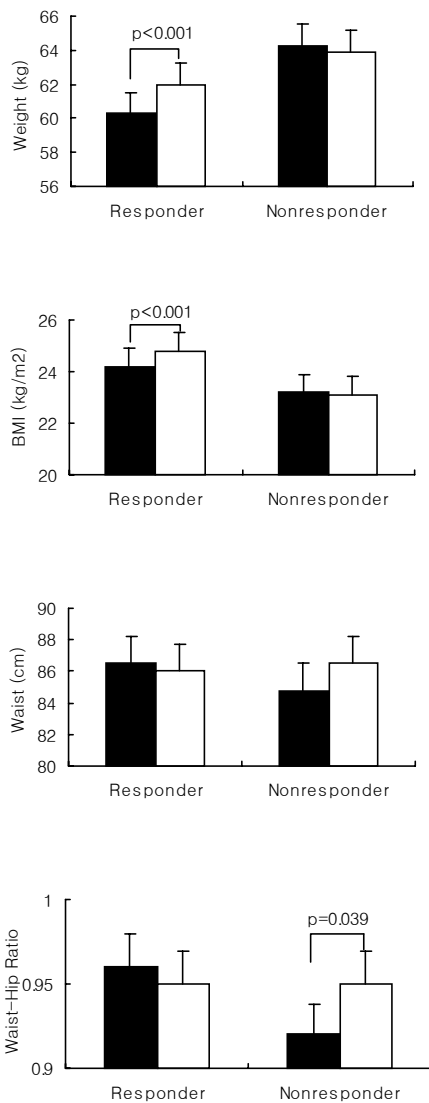 66
64
62
60
58
56
Weight (kg)
p<0.001
Responder
Nonresponder
26
24
22
20
BMI (kg/m2)
p<0.001
Responder
Nonresponder
90
88
86
84
82
80
Waist (cm)
Responder
Nonresponder
1
0.95
0.9
Waist-Hip Ratio
p=0.039
Responder
Nonresponder